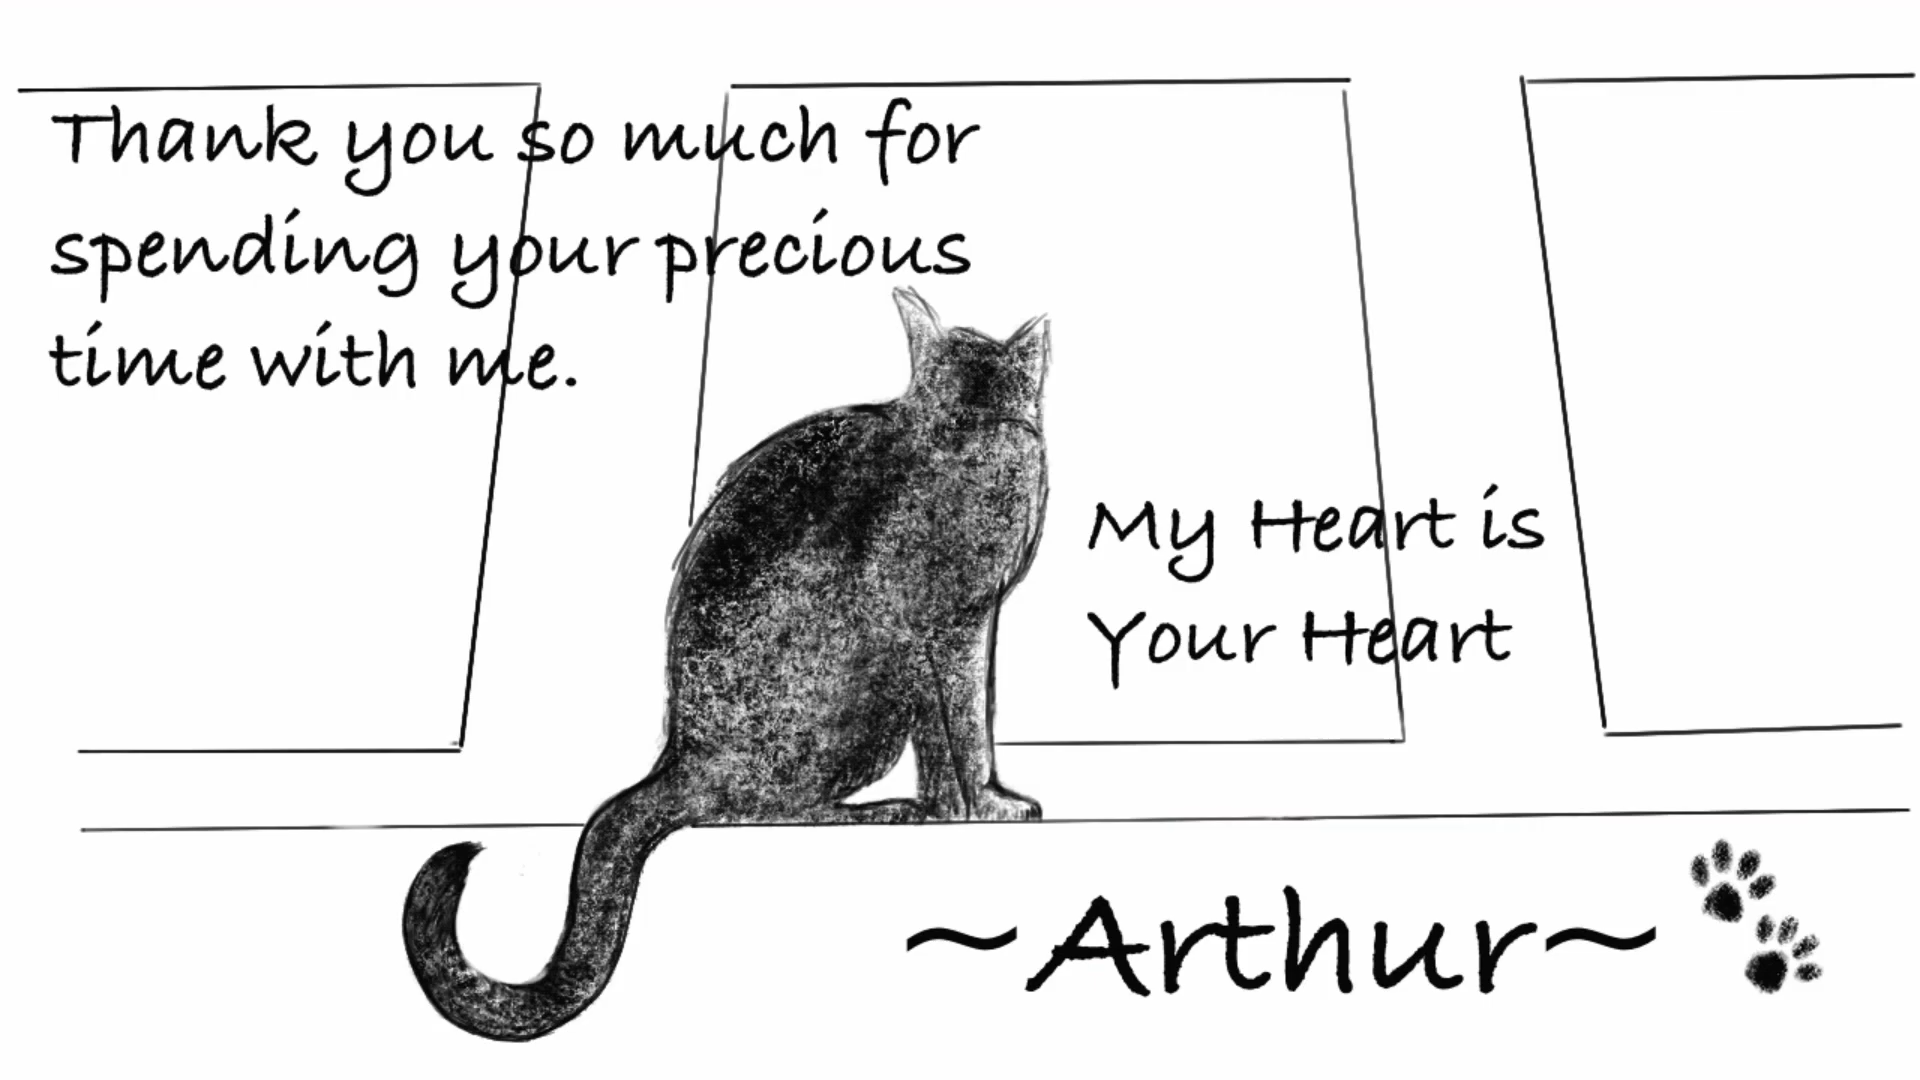 Thank you so much for
spending your precious
time with me.
My Heart is
Your Heart
~Arthur~